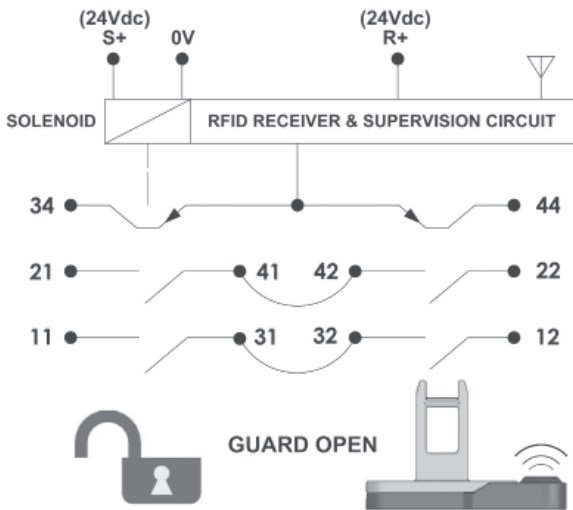 (24Vdc) (24Vdc)
S+ 0V R+
SOLENOID RFID RECEIVER & SUPERVISION CIRCUIT
34 44
21 41 42 22
11 31 32 12
GUARD OPEN